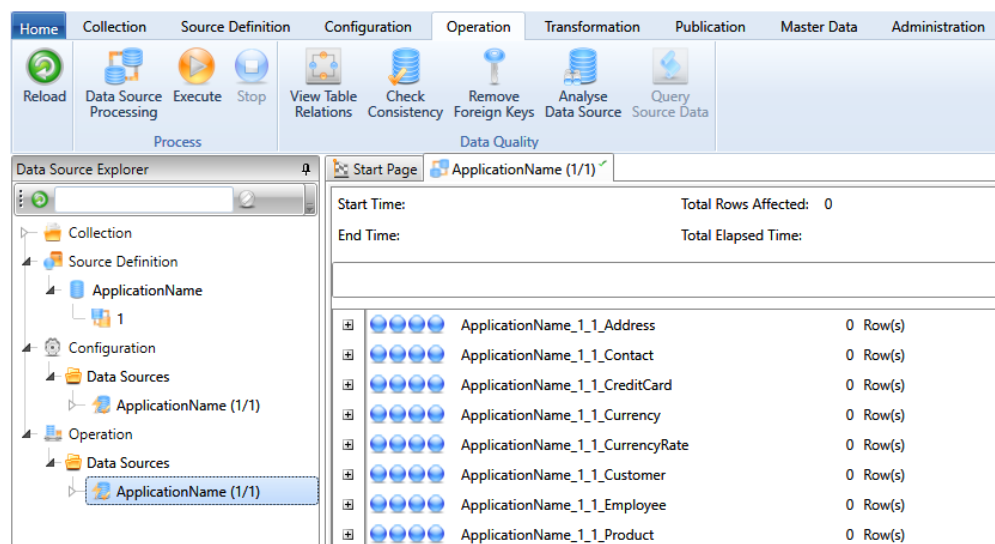 Home Collection Source Definition Configuration Operation Transformation Publication Master Data Administration
Reload Data Source Execute Stop View Table Check Remove Analyse Query
Processing Relations Consistency Foreign Keys Data Source Source Data
Process Data Quality
Data Source Explorer
Start Page ApplicationName (1/1)
Start Time: Total Rows Affected: 0
End Time: Total Elapsed Time:
Collection
Source Definition
ApplicationName
1
Configuration
Data Sources
ApplicationName (1/1)
Operation
Data Sources
ApplicationName (1/1)
ApplicationName_1_1_Address 0 Row(s)
ApplicationName_1_1_Contact 0 Row(s)
ApplicationName_1_1_CreditCard 0 Row(s)
ApplicationName_1_1_Currency 0 Row(s)
ApplicationName_1_1_CurrencyRate 0 Row(s)
ApplicationName_1_1_Customer 0 Row(s)
ApplicationName_1_1_Employee 0 Row(s)
ApplicationName_1_1_Product 0 Row(s)